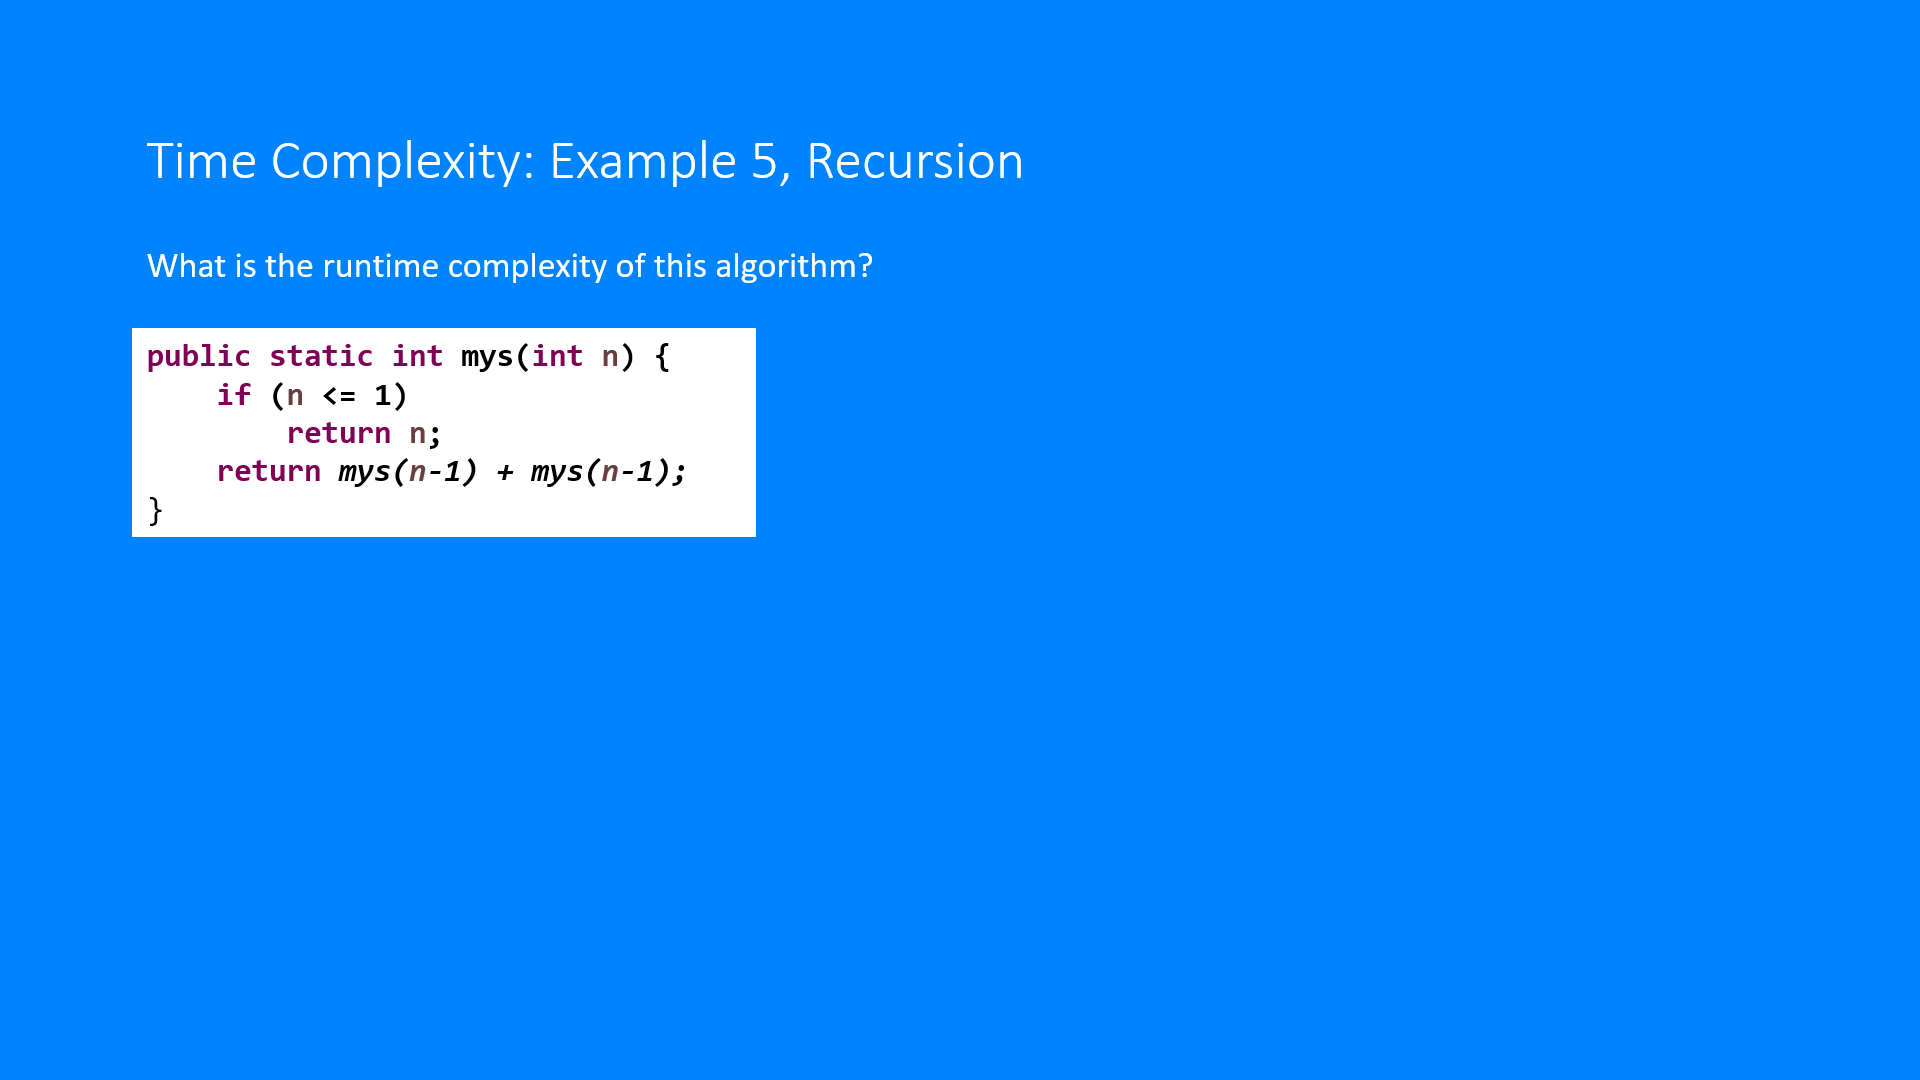 Time Complexity: Example 5, Recursion
What is the runtime complexity of this algorithm?
public static int mys(int n) {
    if (n <= 1)
        return n;
    return mys(n-1) + mys(n-1);
}